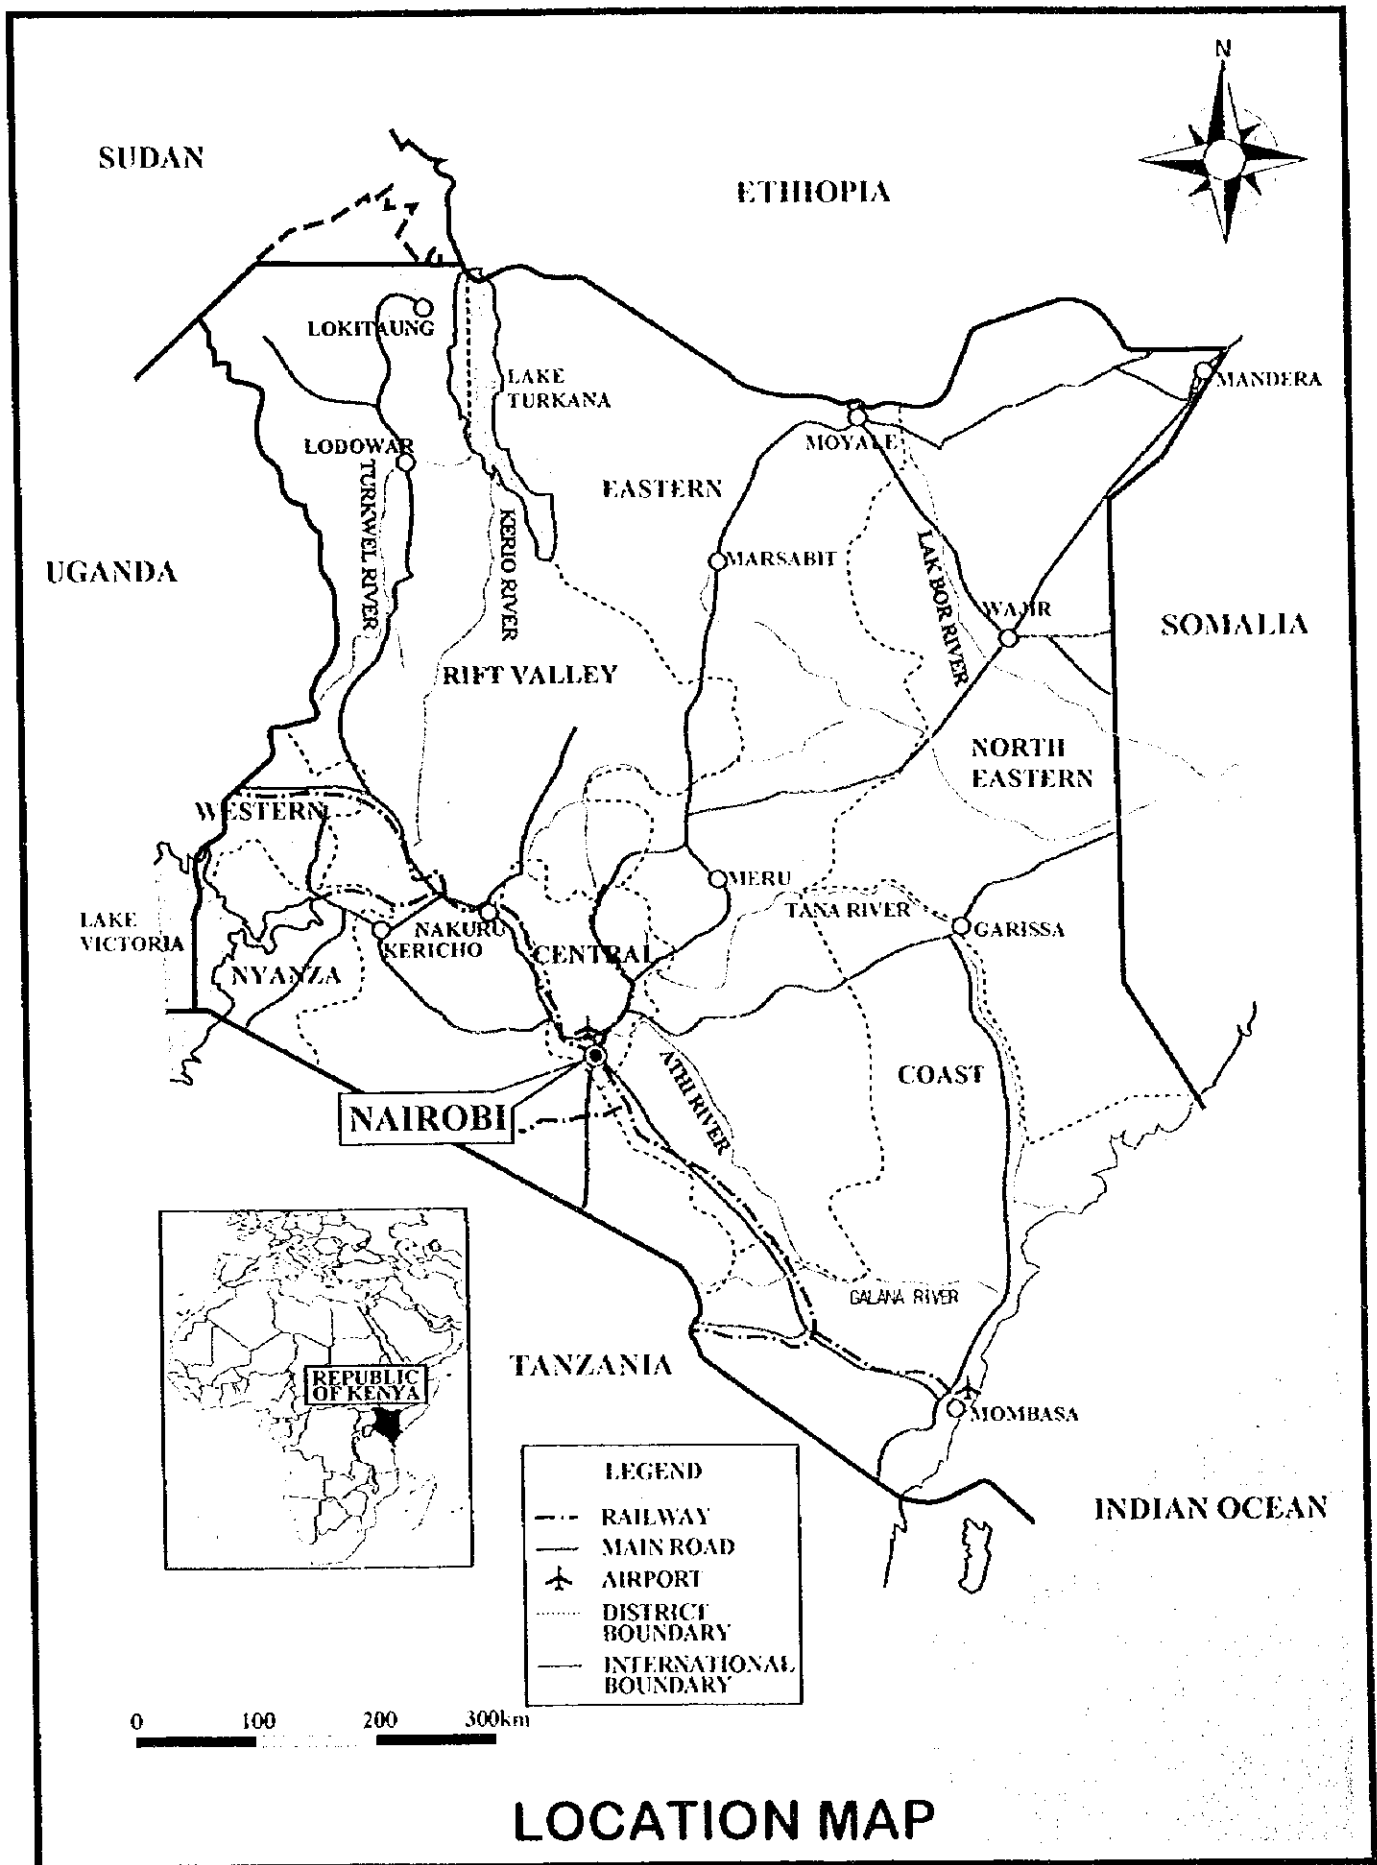 N
SUDAN
ETHIOPIA
LOKITAUNG
LAKE
TURKANA
MANDERA
MOYALE
LODOWAR
EASTERN
TURKWEL RIVER
KERIO RIVER
MARSABIT
LAK BOR RIVER
UGANDA
WAJIR
SOMALIA
RIFT VALLEY
NORTH
EASTERN
WESTERN
MERU
TANA RIVER
LAKE
VICTORIA
NAKURU
KERICHO
CENTRAL
GARISSA
NYANZA
ATHI RIVER
COAST
NAIROBI
GALANA RIVER
TANZANIA
REPUBLIC
OF KENYA
MOMBASA
LEGEND
RAILWAY
MAIN ROAD
AIRPORT
DISTRICT
BOUNDARY
INTERNATIONAL
BOUNDARY
INDIAN OCEAN
0 100 200 300km
LOCATION MAP